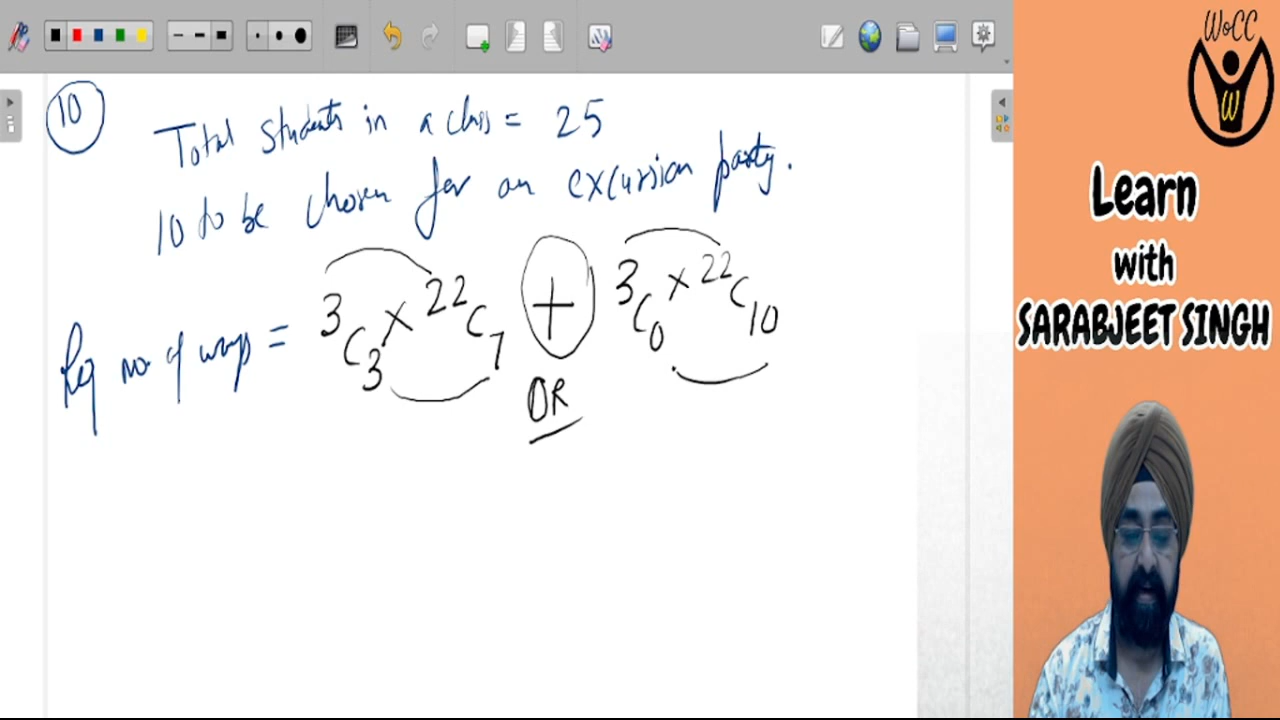 10
Total students in a class = 25
10 to be chosen for an excursion party.
Req no. of ways = ³C₃ × ²²C₇ + ³C₀ × ²²C₁₀
OR
WoCC
W
Learn
with
SARABJEET SINGH